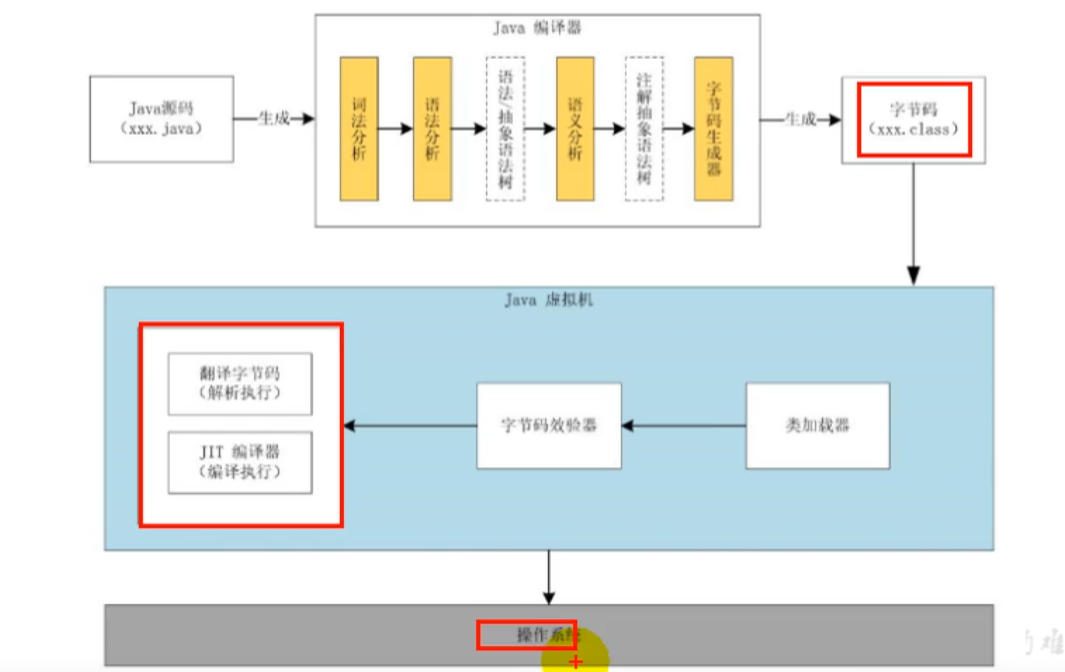 Java 编译器
Java源码
（xxx.java）
生成
词法分析
语法分析
语法/抽象语法树
语义分析
注解抽象语法树
字节码生成器
生成
字节码
（xxx.class）
Java 虚拟机
翻译字节码
（解析执行）
JIT 编译器
（编译执行）
字节码效验器
类加载器
操作系统